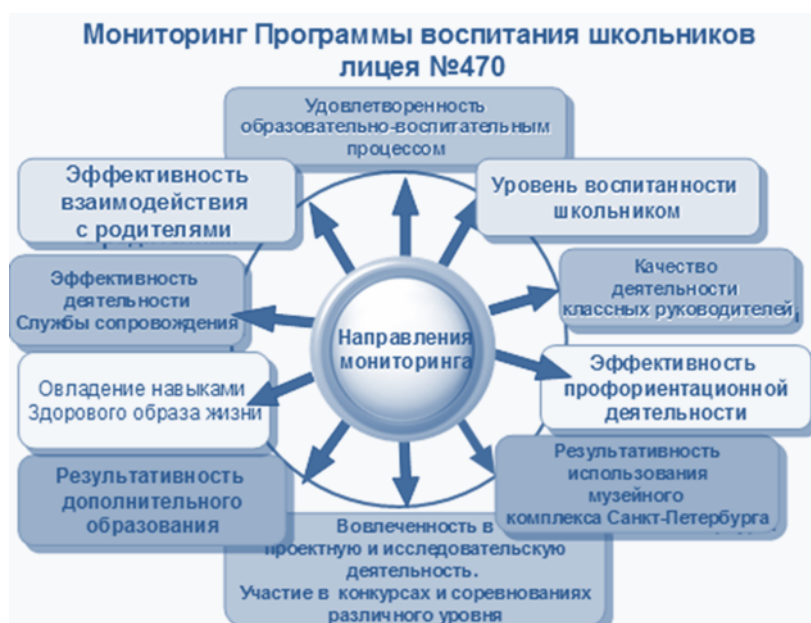 Мониторинг Программы воспитания школьников
лицея №470
Удовлетворенность
образовательно-воспитательным
процессом
Эффективность
взаимодействия
с родителями
Уровень воспитанности
школьником
Эффективность
деятельности
Службы сопровождения
Качество
деятельности
классных руководителей
Направления
мониторинга
Овладение навыками
Здорового образа жизни
Эффективность
профориентационной
деятельности
Результативность
дополнительного
образования
Результативность
использования
музейного
комплекса Санкт-Петербурга
Вовлеченность в
проектную и исследовательскую
деятельность.
Участие в конкурсах и соревнованиях
различного уровня